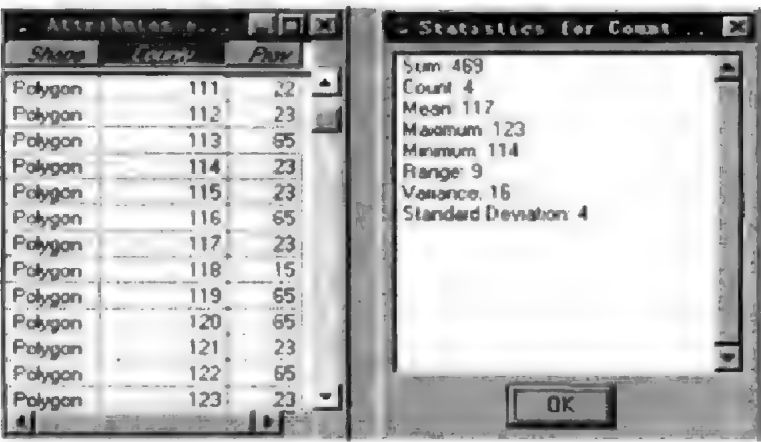 Attributes
Shape Prov
Polygon 111 22
Polygon 112 23
Polygon 113 65
Polygon 114 23
Polygon 115 23
Polygon 116 65
Polygon 117 23
Polygon 118 15
Polygon 119 65
Polygon 120 65
Polygon 121 23
Polygon 122 65
Polygon 123 23
Statistics for Count...
Sum: 469
Count: 4
Mean: 117
Maximum: 123
Minimum: 114
Range: 9
Variance: 16
Standard Deviation: 4
OK